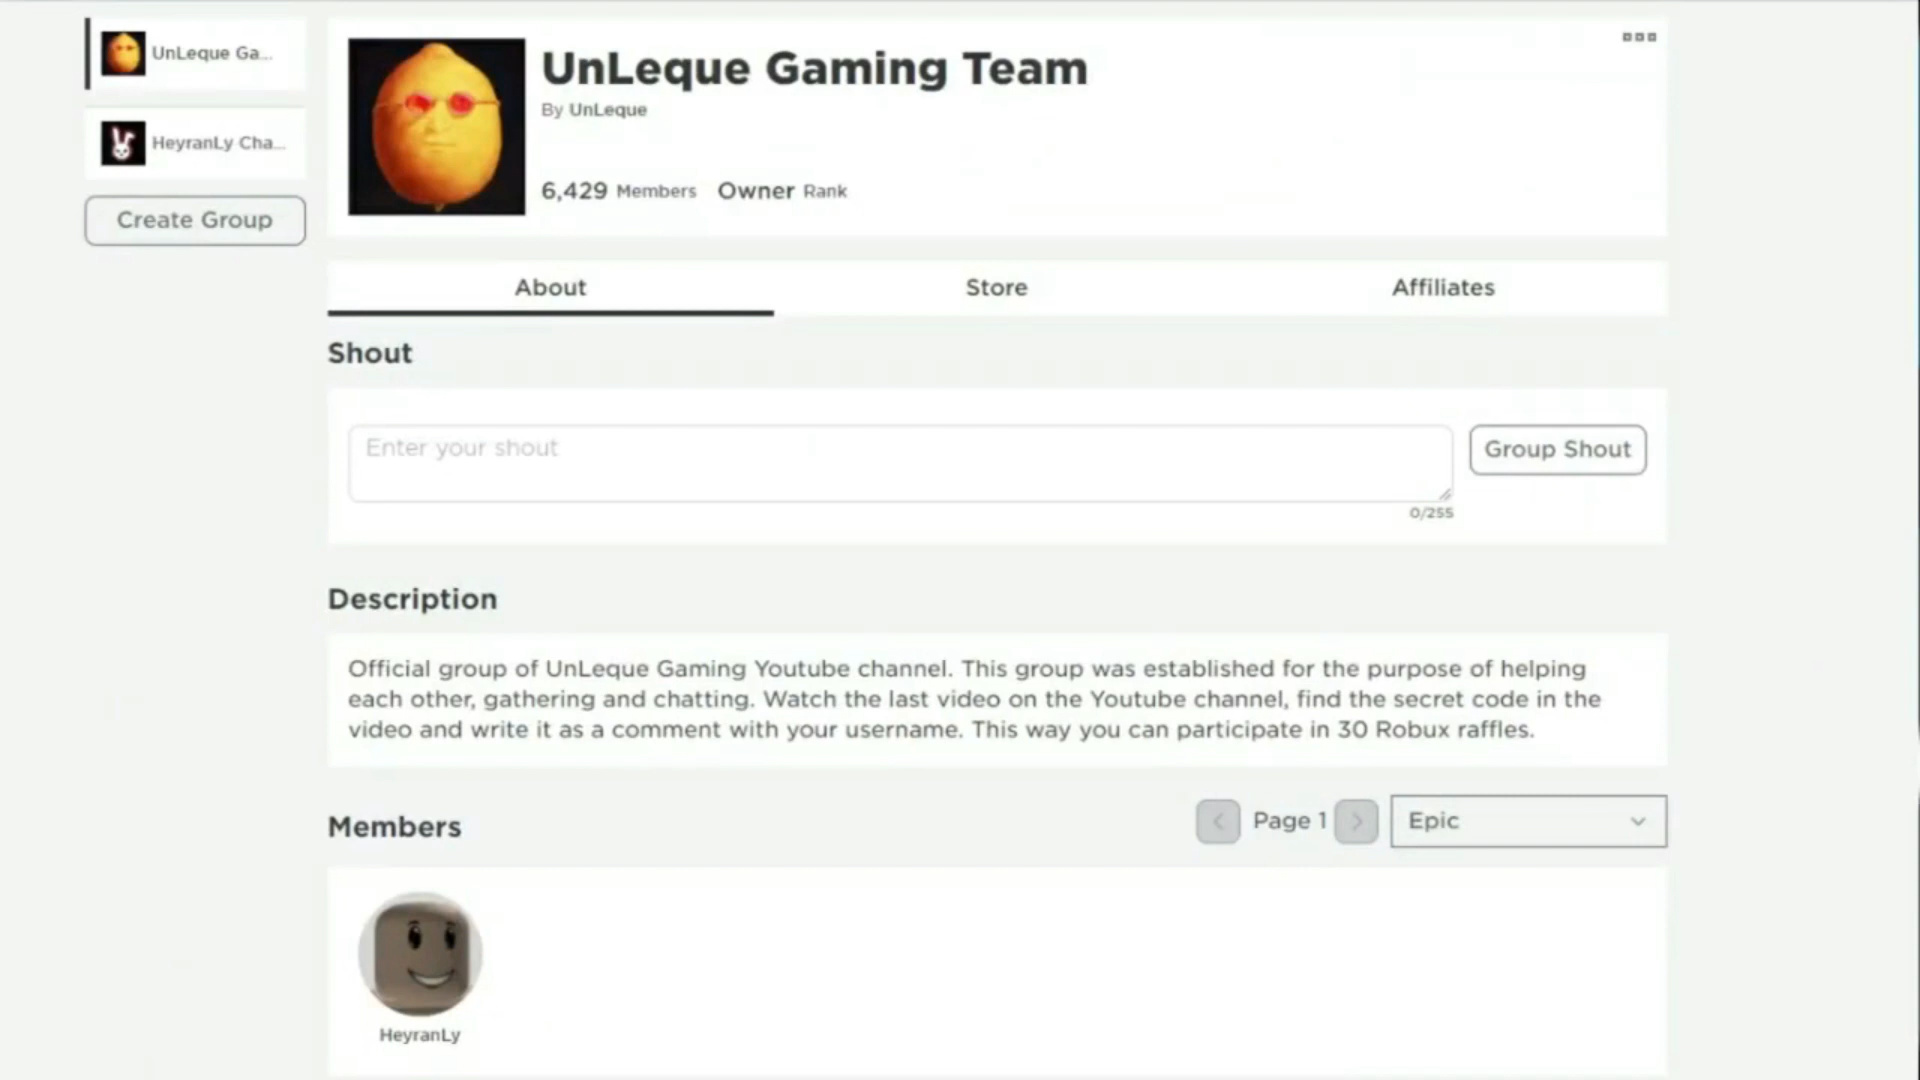 UnLeque Ga...
HeyranLy Cha...
Create Group
UnLeque Gaming Team
By UnLeque
6,429 Members Owner Rank
About Store Affiliates
Shout
Enter your shout
Group Shout
0/255
Description
Official group of UnLeque Gaming Youtube channel. This group was established for the purpose of helping
each other, gathering and chatting. Watch the last video on the Youtube channel, find the secret code in the
video and write it as a comment with your username. This way you can participate in 30 Robux raffles.
Members
Page 1
Epic
HeyranLy